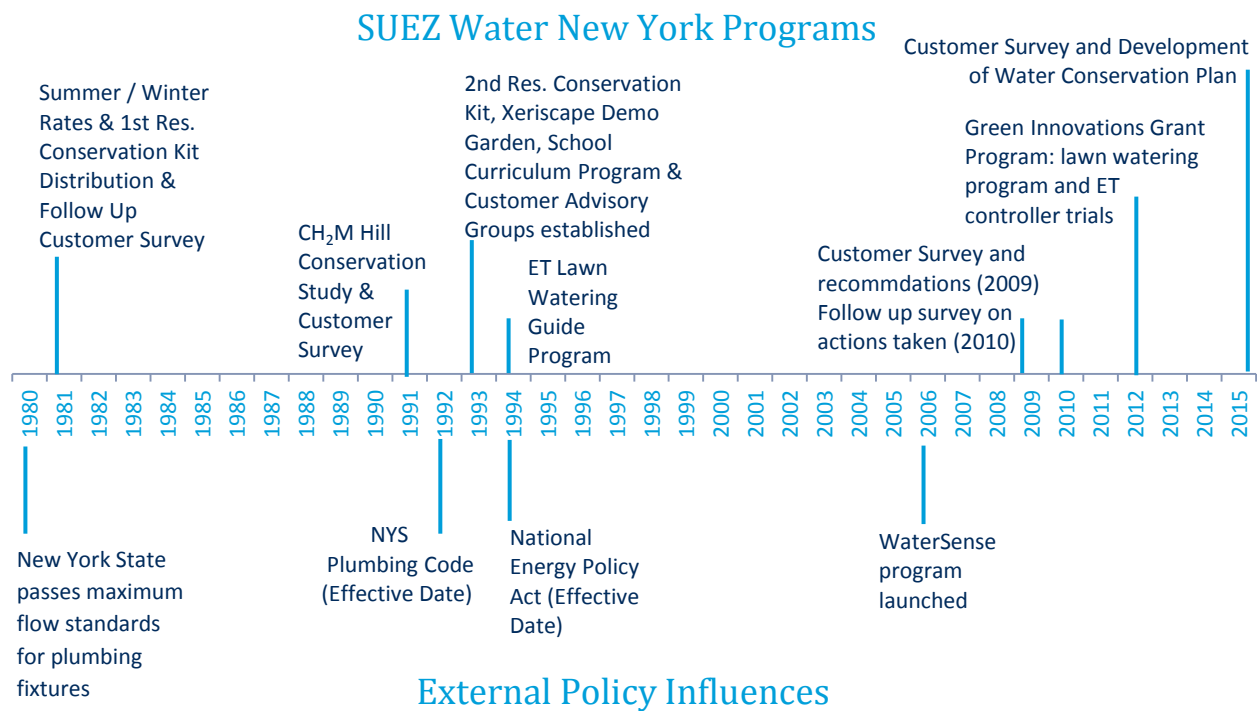 SUEZ Water New York Programs
Summer / Winter
Rates & 1st Res.
Conservation Kit
Distribution &
Follow Up
Customer Survey
CH₂M Hill
Conservation
Study &
Customer
Survey
2nd Res. Conservation
Kit, Xeriscape Demo
Garden, School
Curriculum Program &
Customer Advisory
Groups established
ET Lawn
Watering
Guide
Program
Customer Survey and
recommdations (2009)
Follow up survey on
actions taken (2010)
Green Innovations Grant
Program: lawn watering
program and ET
controller trials
Customer Survey and Development
of Water Conservation Plan
1980
1981
1982
1983
1984
1985
1986
1987
1988
1989
1990
1991
1992
1993
1994
1995
1996
1997
1998
1999
2000
2001
2002
2003
2004
2005
2006
2007
2008
2009
2010
2011
2012
2013
2014
2015
New York State
passes maximum
flow standards
for plumbing
fixtures
NYS
Plumbing Code
(Effective Date)
National
Energy Policy
Act (Effective
Date)
WaterSense
program
launched
External Policy Influences